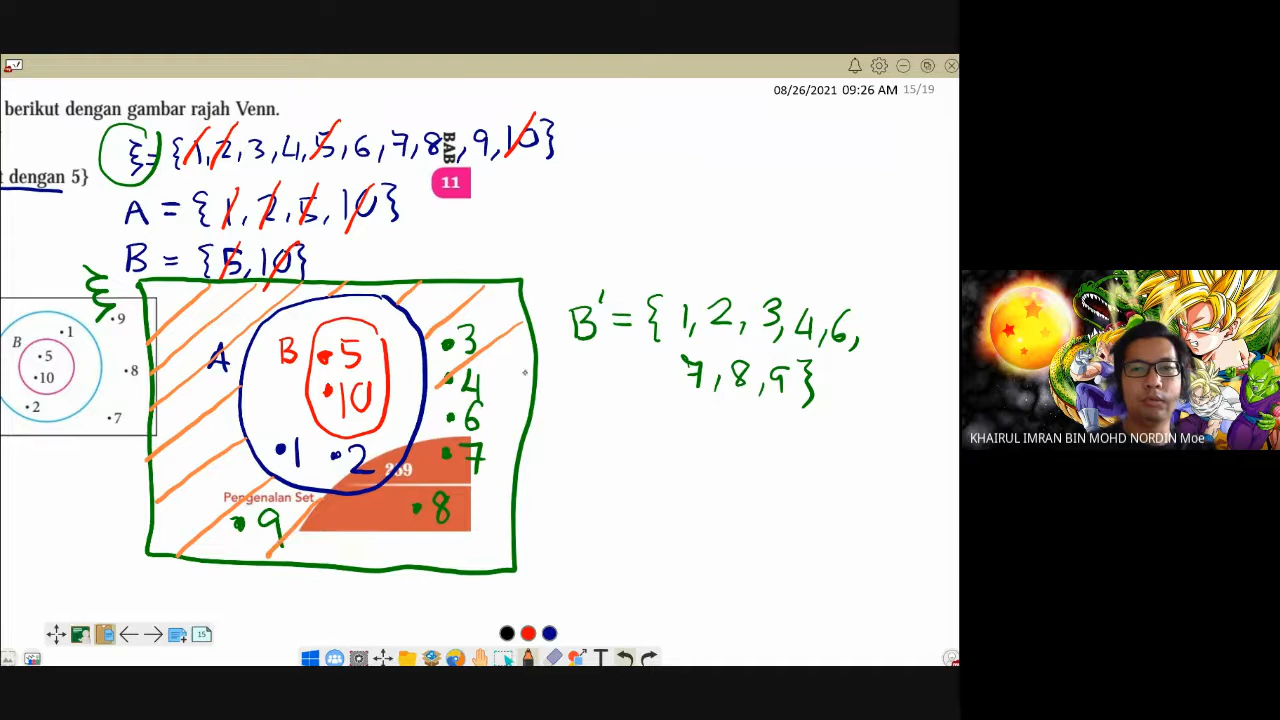 08/26/2021 09:26 AM 15/19
berikut dengan gambar rajah Venn.
ξ = {1, 2, 3, 4, 5, 6, 7, 8, 9, 10}
BAB
11
t dengan 5}
A = {1, 2, 5, 10}
B = {5, 10}
ξ
B
•1
•5
•10
•2
•9
•8
•7
A
B
•5
•10
•1 •2
•3
•4
•6
•7
•8
•9
259
Pengenalan Set
B' = {1, 2, 3, 4, 6,
7, 8, 9}
KHAIRUL IMRAN BIN MOHD NORDIN Moe
15
T